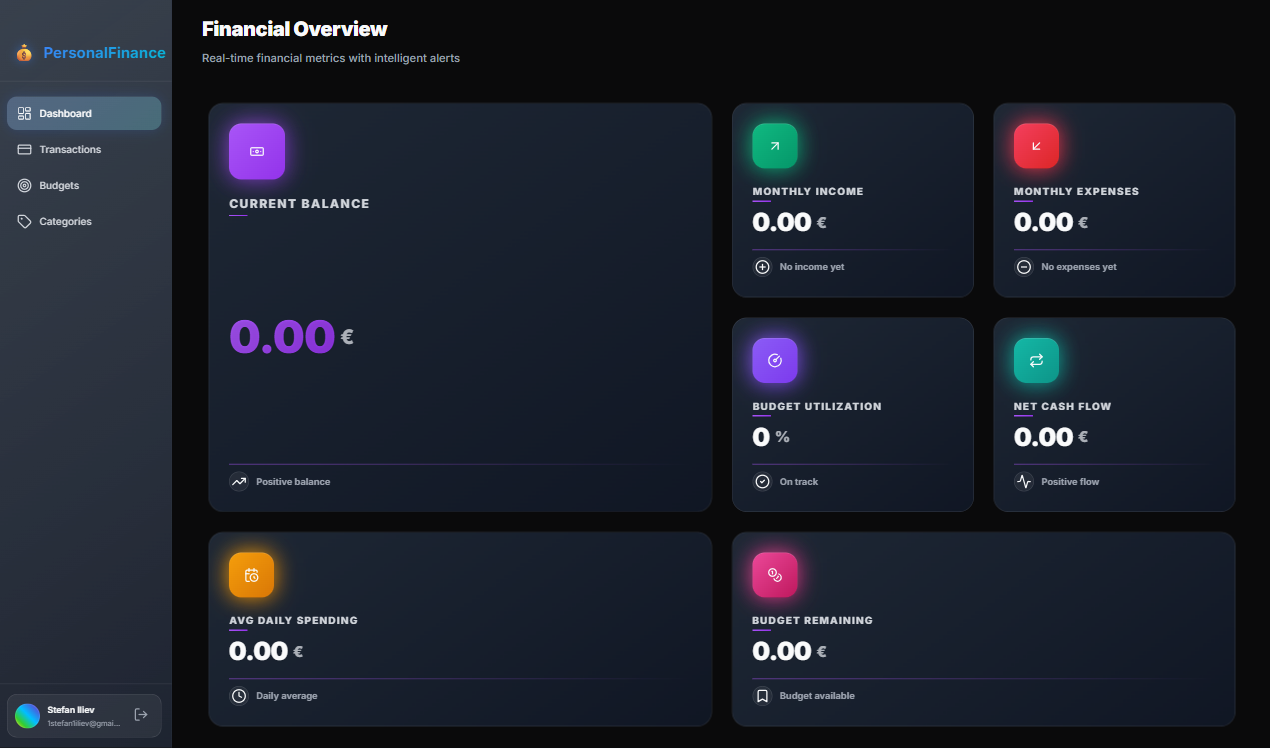 PersonalFinance
Dashboard
Transactions
Budgets
Categories
Stefan Iliev
1stefan1iliev@gmai...
Financial Overview
Real-time financial metrics with intelligent alerts
CURRENT BALANCE
0.00 €
Positive balance
MONTHLY INCOME
0.00 €
No income yet
MONTHLY EXPENSES
0.00 €
No expenses yet
BUDGET UTILIZATION
0 %
On track
NET CASH FLOW
0.00 €
Positive flow
AVG DAILY SPENDING
0.00 €
Daily average
BUDGET REMAINING
0.00 €
Budget available